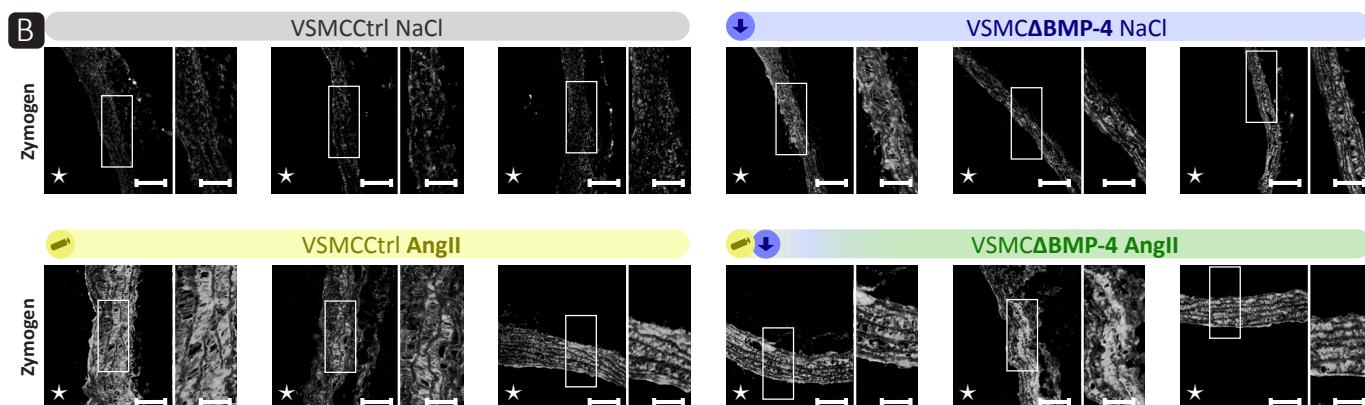 B
VSMCCtrl NaCl
VSMCΔBMP-4 NaCl
Zymogen
VSMCCtrl AngII
VSMCΔBMP-4 AngII
Zymogen